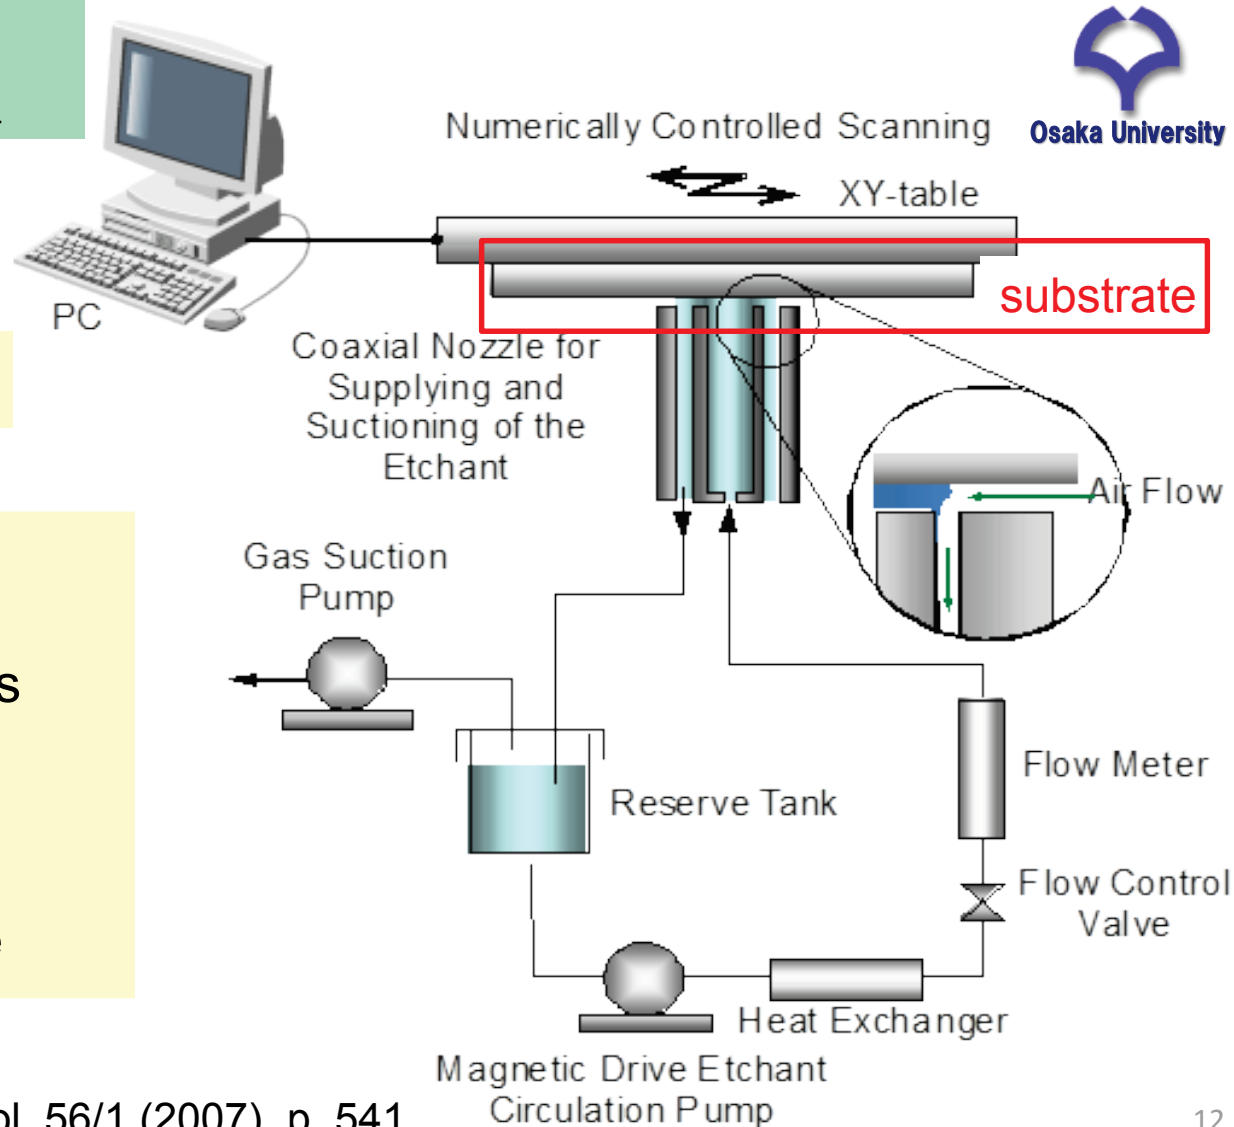 Osaka University
Numerically Controlled Scanning
XY-table
substrate
PC
Coaxial Nozzle for
Supplying and
Suctioning of the
Etchant
Air Flow
Gas Suction
Pump
s
Reserve Tank
Flow Meter
Flow Control
Valve
e
Heat Exchanger
Magnetic Drive Etchant
Circulation Pump
ol. 56/1 (2007) p. 541
12